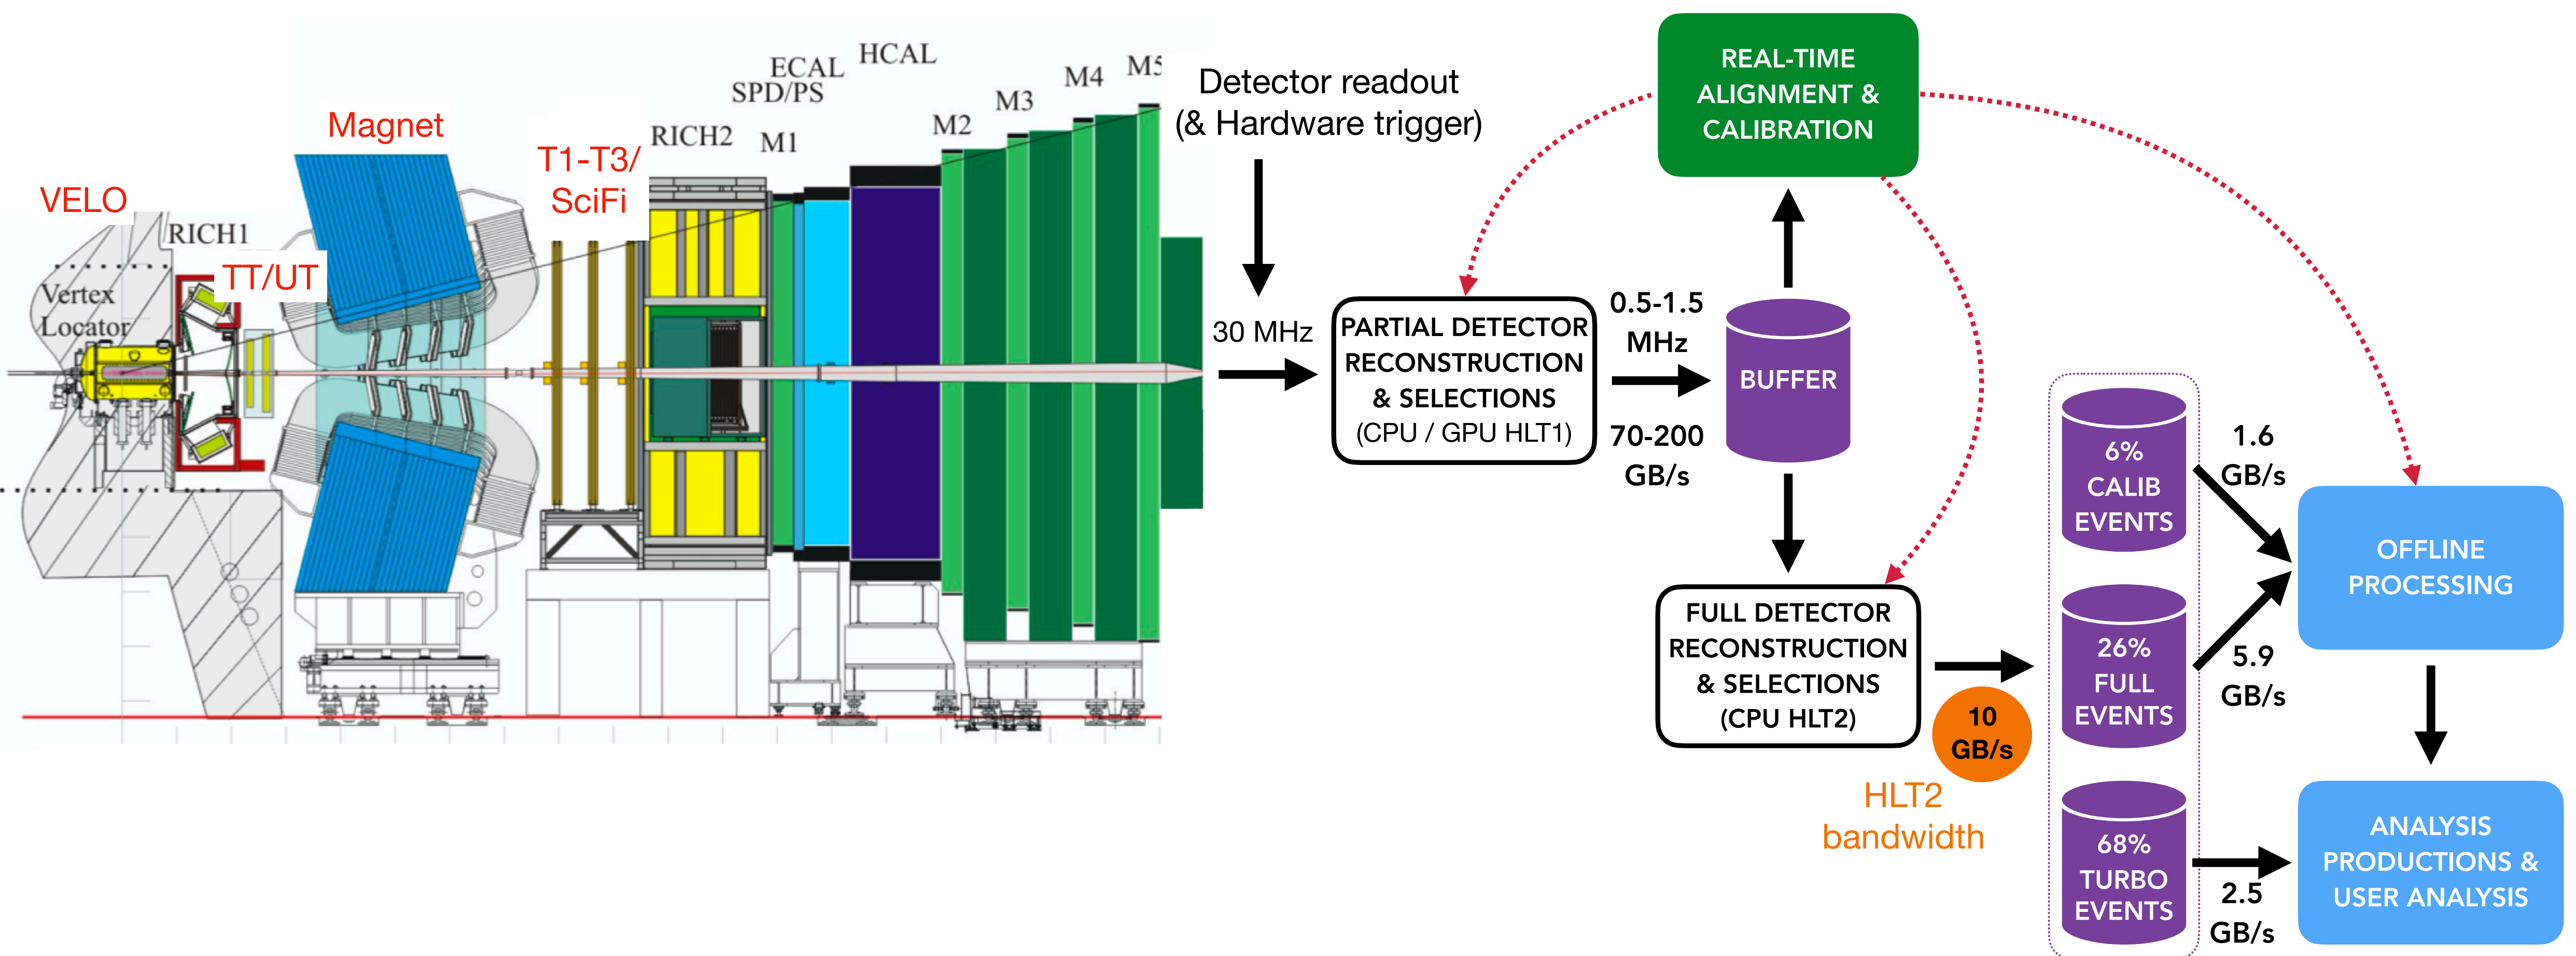 VELO
Vertex
Locator
RICH1
TT/UT
Magnet
T1-T3/
SciFi
RICH2
M1
SPD/PS
ECAL
HCAL
M2
M3
M4
M5
Detector readout
(& Hardware trigger)
30 MHz
PARTIAL DETECTOR
RECONSTRUCTION
& SELECTIONS
(CPU / GPU HLT1)
0.5-1.5
MHz
70-200
GB/s
REAL-TIME
ALIGNMENT &
CALIBRATION
BUFFER
FULL DETECTOR
RECONSTRUCTION
& SELECTIONS
(CPU HLT2)
10
GB/s
HLT2
bandwidth
6%
CALIB
EVENTS
26%
FULL
EVENTS
68%
TURBO
EVENTS
1.6
GB/s
5.9
GB/s
2.5
GB/s
OFFLINE
PROCESSING
ANALYSIS
PRODUCTIONS &
USER ANALYSIS